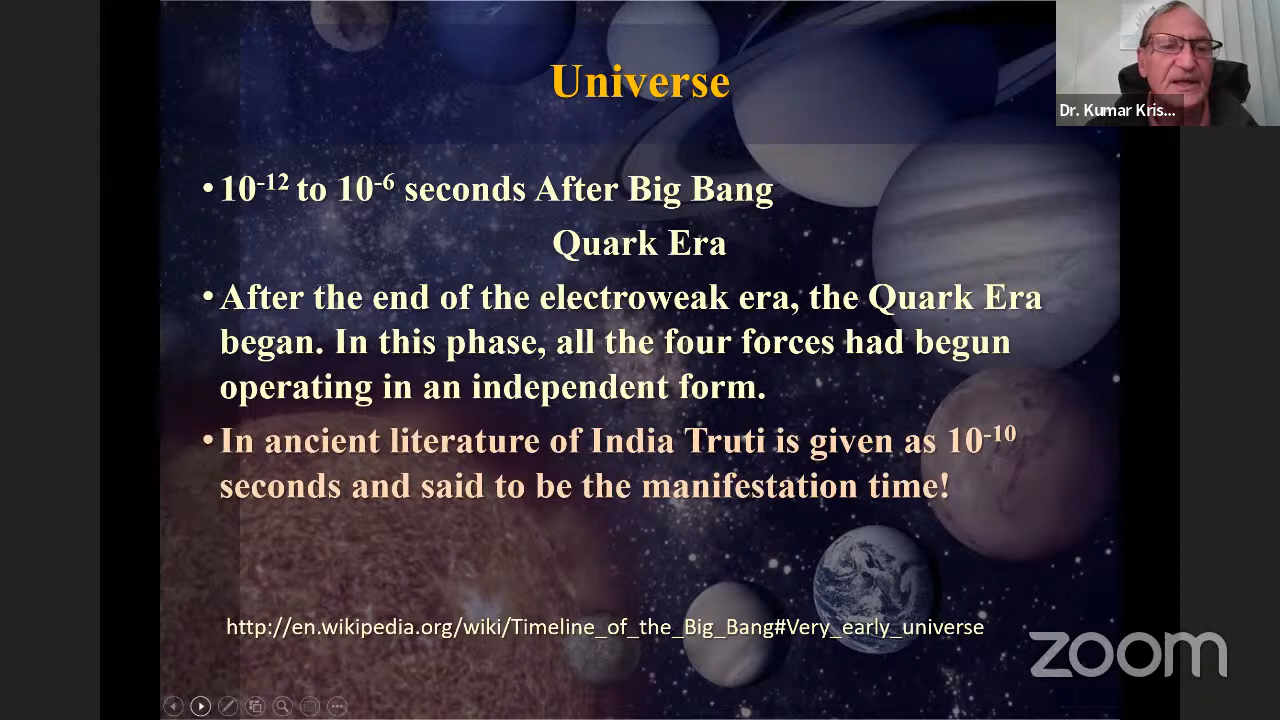 Universe
Dr. Kumar Kris...
• 10⁻¹² to 10⁻⁶ seconds After Big Bang
Quark Era
• After the end of the electroweak era, the Quark Era
began. In this phase, all the four forces had begun
operating in an independent form.
• In ancient literature of India Truti is given as 10⁻¹⁰
seconds and said to be the manifestation time!
http://en.wikipedia.org/wiki/Timeline_of_the_Big_Bang#Very_early_universe
zoom